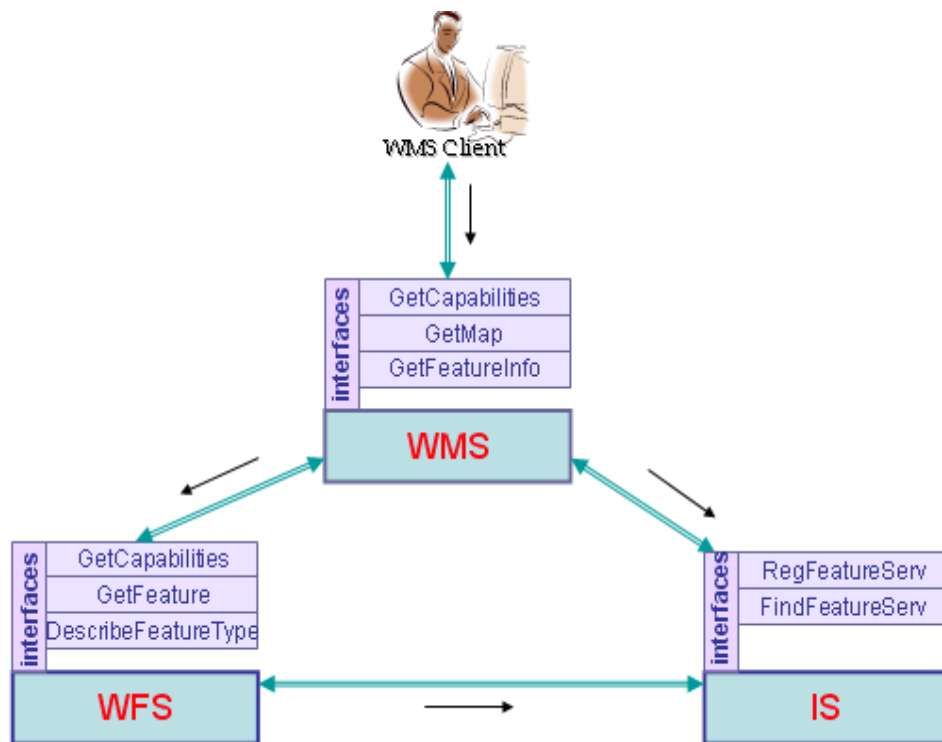 WMS Client
interfaces
GetCapabilities
GetMap
GetFeatureInfo
WMS
interfaces
GetCapabilities
GetFeature
DescribeFeatureType
WFS
interfaces
RegFeatureServ
FindFeatureServ
IS